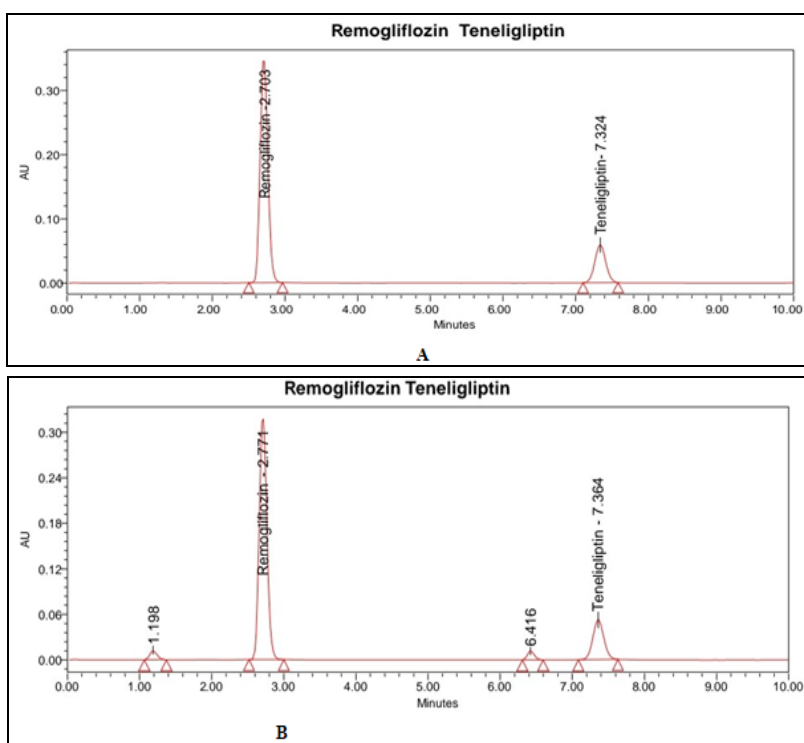 Remogliflozin Teneligliptin
0.30
0.20
0.10
0.00
AU
Remogliflozin-2.703
Teneligliptin- 7.324
0.00 1.00 2.00 3.00 4.00 5.00 6.00 7.00 8.00 9.00 10.00
Minutes
A
Remogliflozin Teneligliptin
0.30
0.24
0.18
0.12
0.06
0.00
AU
1.198
Remogliflozin - 2.771
6.416
Teneligliptin - 7.364
0.00 1.00 2.00 3.00 4.00 5.00 6.00 7.00 8.00 9.00 10.00
Minutes
B